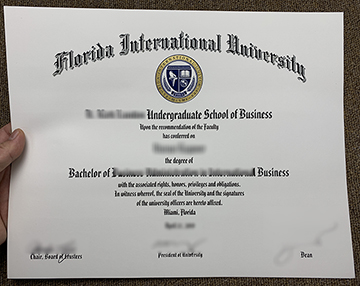 Florida International University
Undergraduate School of Business
Upon the recommendation of the Faculty
has conferred on
the degree of
Bachelor of Business Administration in International Business
with the associated rights, honors, privileges and obligations.
In witness whereof, the seal of the University and the signatures
of the university officers are hereto affixed.
Miami, Florida
Chair, Board of Trustees
President of University
Dean